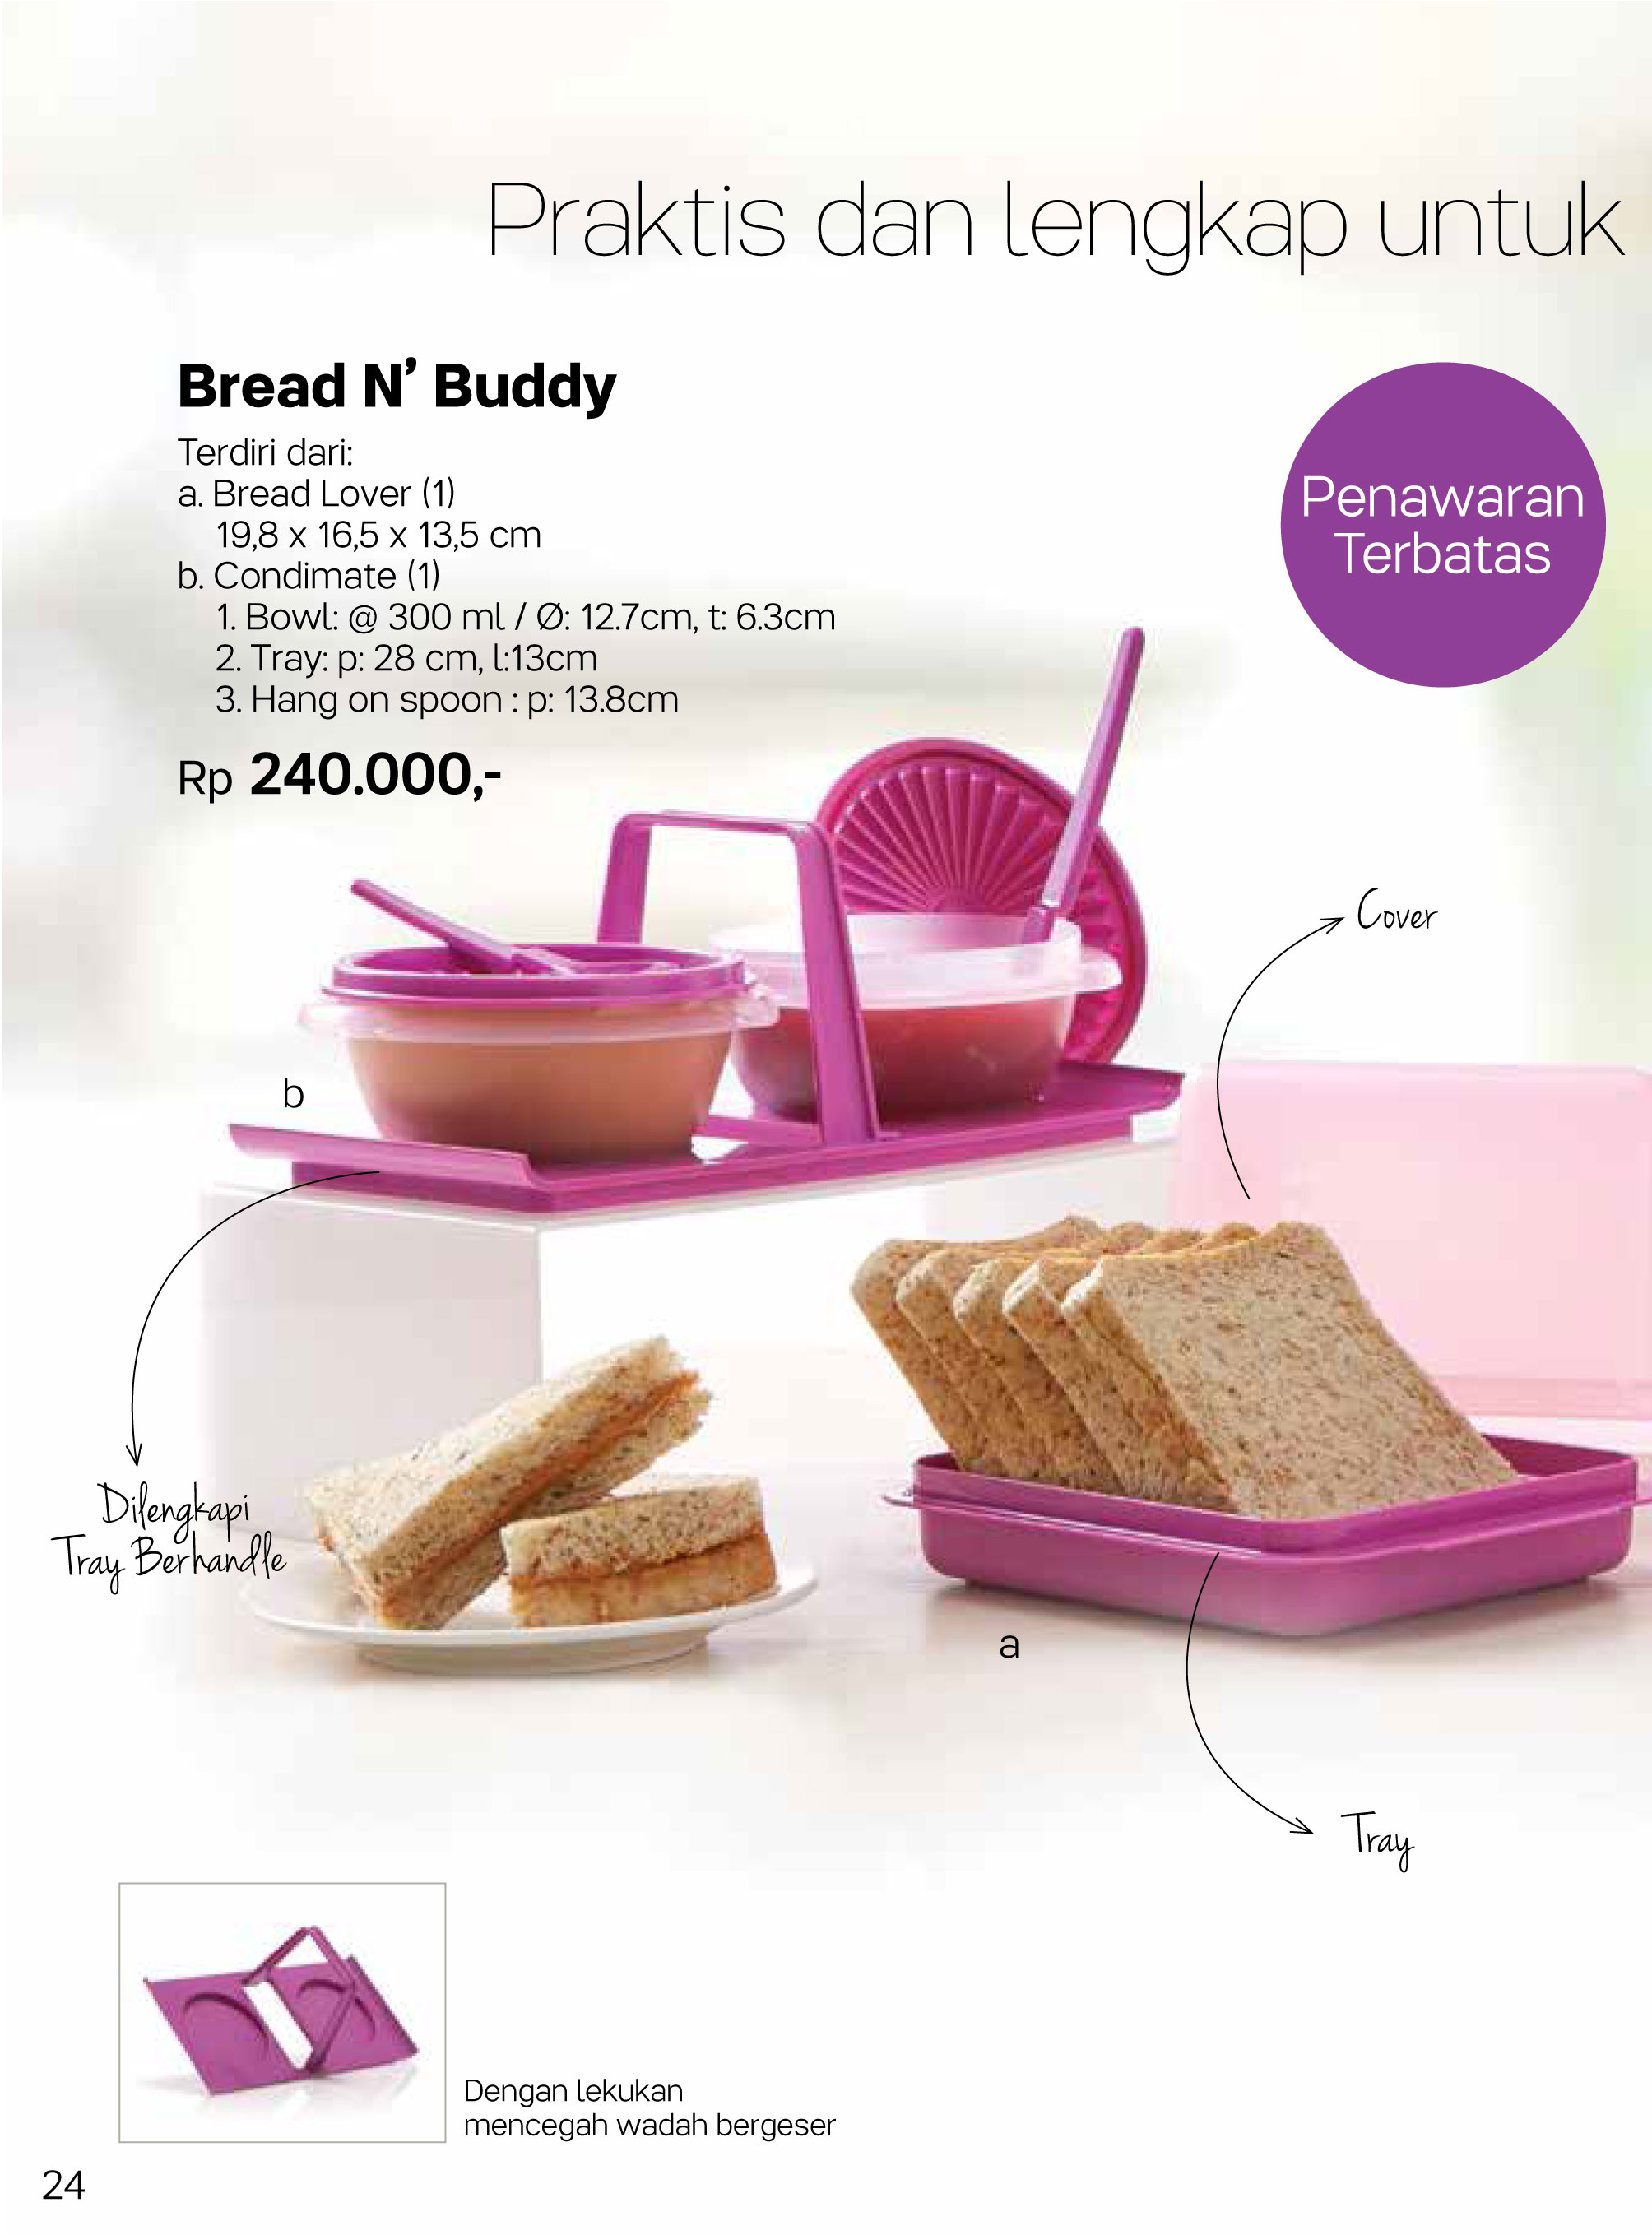 Praktis dan lengkap untuk
Bread N’ Buddy
Terdiri dari:
a. Bread Lover (1)
19,8 x 16,5 x 13,5 cm
b. Condimate (1)
1. Bowl: @ 300 ml / Ø: 12.7cm, t: 6.3cm
2. Tray: p: 28 cm, l:13cm
3. Hang on spoon : p: 13.8cm
Rp 240.000,-
Penawaran
Terbatas
Cover
b
Dilengkapi
Tray Berhandle
a
Tray
Dengan lekukan
mencegah wadah bergeser
24